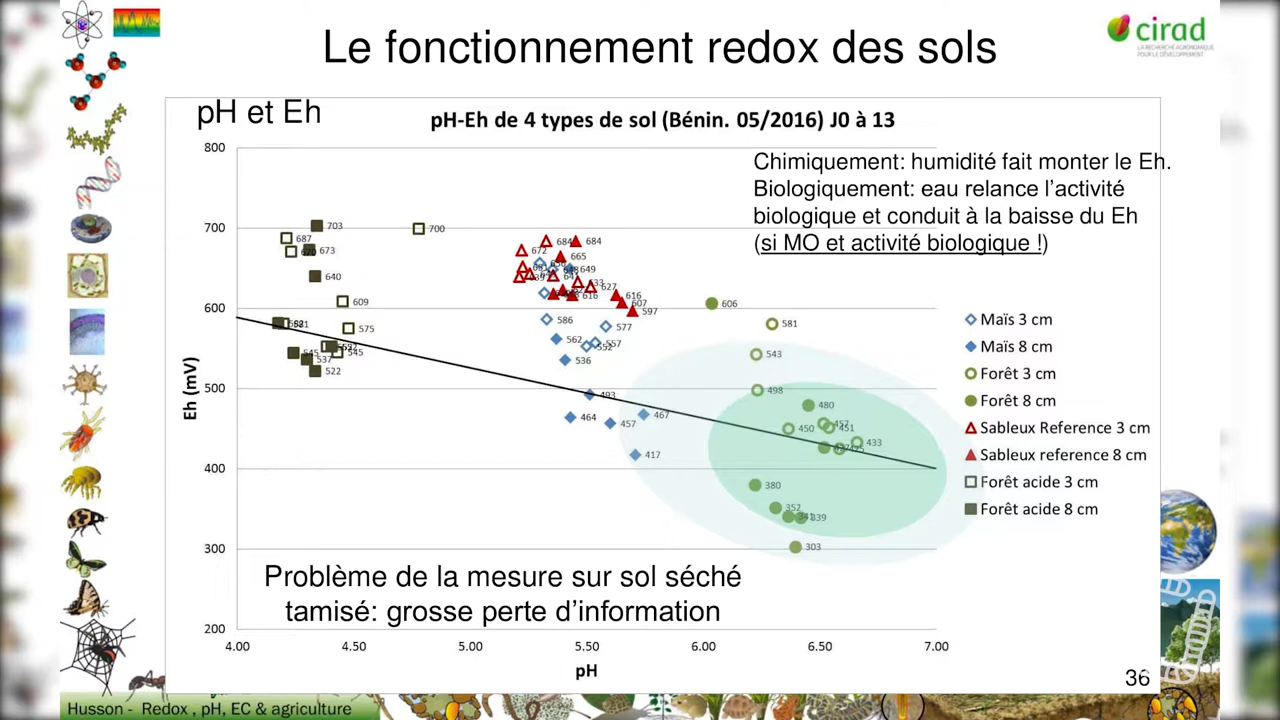 Le fonctionnement redox des sols
cirad
LA RECHERCHE AGRONOMIQUE
POUR LE DÉVELOPPEMENT
pH et Eh
pH-Eh de 4 types de sol (Bénin. 05/2016) J0 à 13
Chimiquement: humidité fait monter le Eh.
Biologiquement: eau relance l'activité
biologique et conduit à la baisse du Eh
(si MO et activité biologique !)
800
700
600
500
400
300
200
Eh (mV)
703
700
687
673
640
609
575
537
522
684
684
672
665
649
627
616
616
607
597
586
577
562
557
536
493
467
464
457
417
606
581
543
498
480
450
451
433
380
352
339
303
Maïs 3 cm
Maïs 8 cm
Forêt 3 cm
Forêt 8 cm
Sableux Reference 3 cm
Sableux reference 8 cm
Forêt acide 3 cm
Forêt acide 8 cm
Problème de la mesure sur sol séché
tamisé: grosse perte d'information
4.00 4.50 5.00 5.50 6.00 6.50 7.00
pH
36
Husson - Redox , pH, EC & agriculture